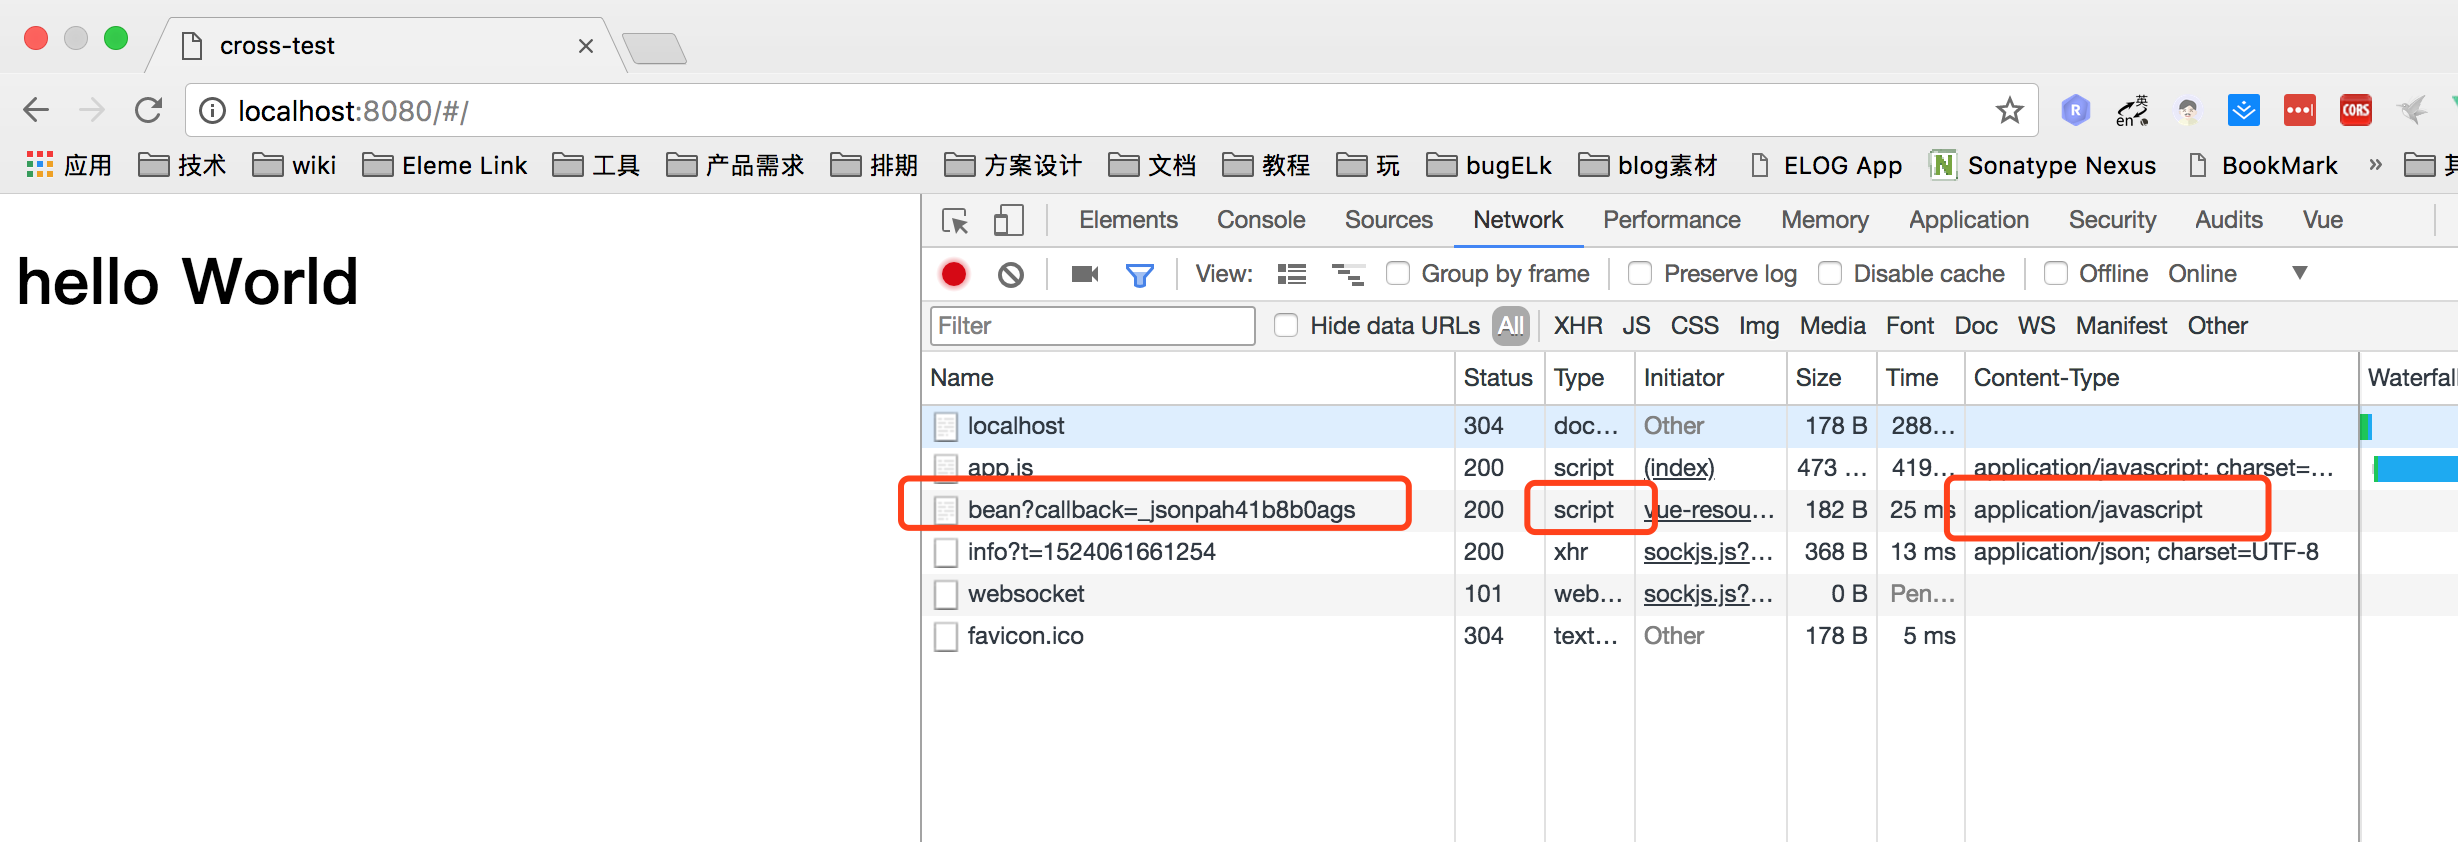 cross-test
localhost:8080/#/
应用 技术 wiki Eleme Link 工具 产品需求 排期 方案设计 文档 教程 玩 bugELk blog素材 ELOG App Sonatype Nexus BookMark »
Elements Console Sources Network Performance Memory Application Security Audits Vue
hello World
View: Group by frame Preserve log Disable cache Offline Online
Filter Hide data URLs All XHR JS CSS Img Media Font Doc WS Manifest Other
Name Status Type Initiator Size Time Content-Type Waterfall
localhost 304 doc... Other 178 B 288...
app.js 200 script (index) 473 ... 419... application/javascript; charset=...
bean?callback=_jsonpah41b8b0ags 200 script vue-resou... 182 B 25 ms application/javascript
info?t=1524061661254 200 xhr sockjs.js?... 368 B 13 ms application/json; charset=UTF-8
websocket 101 web... sockjs.js?... 0 B Pen...
favicon.ico 304 text... Other 178 B 5 ms